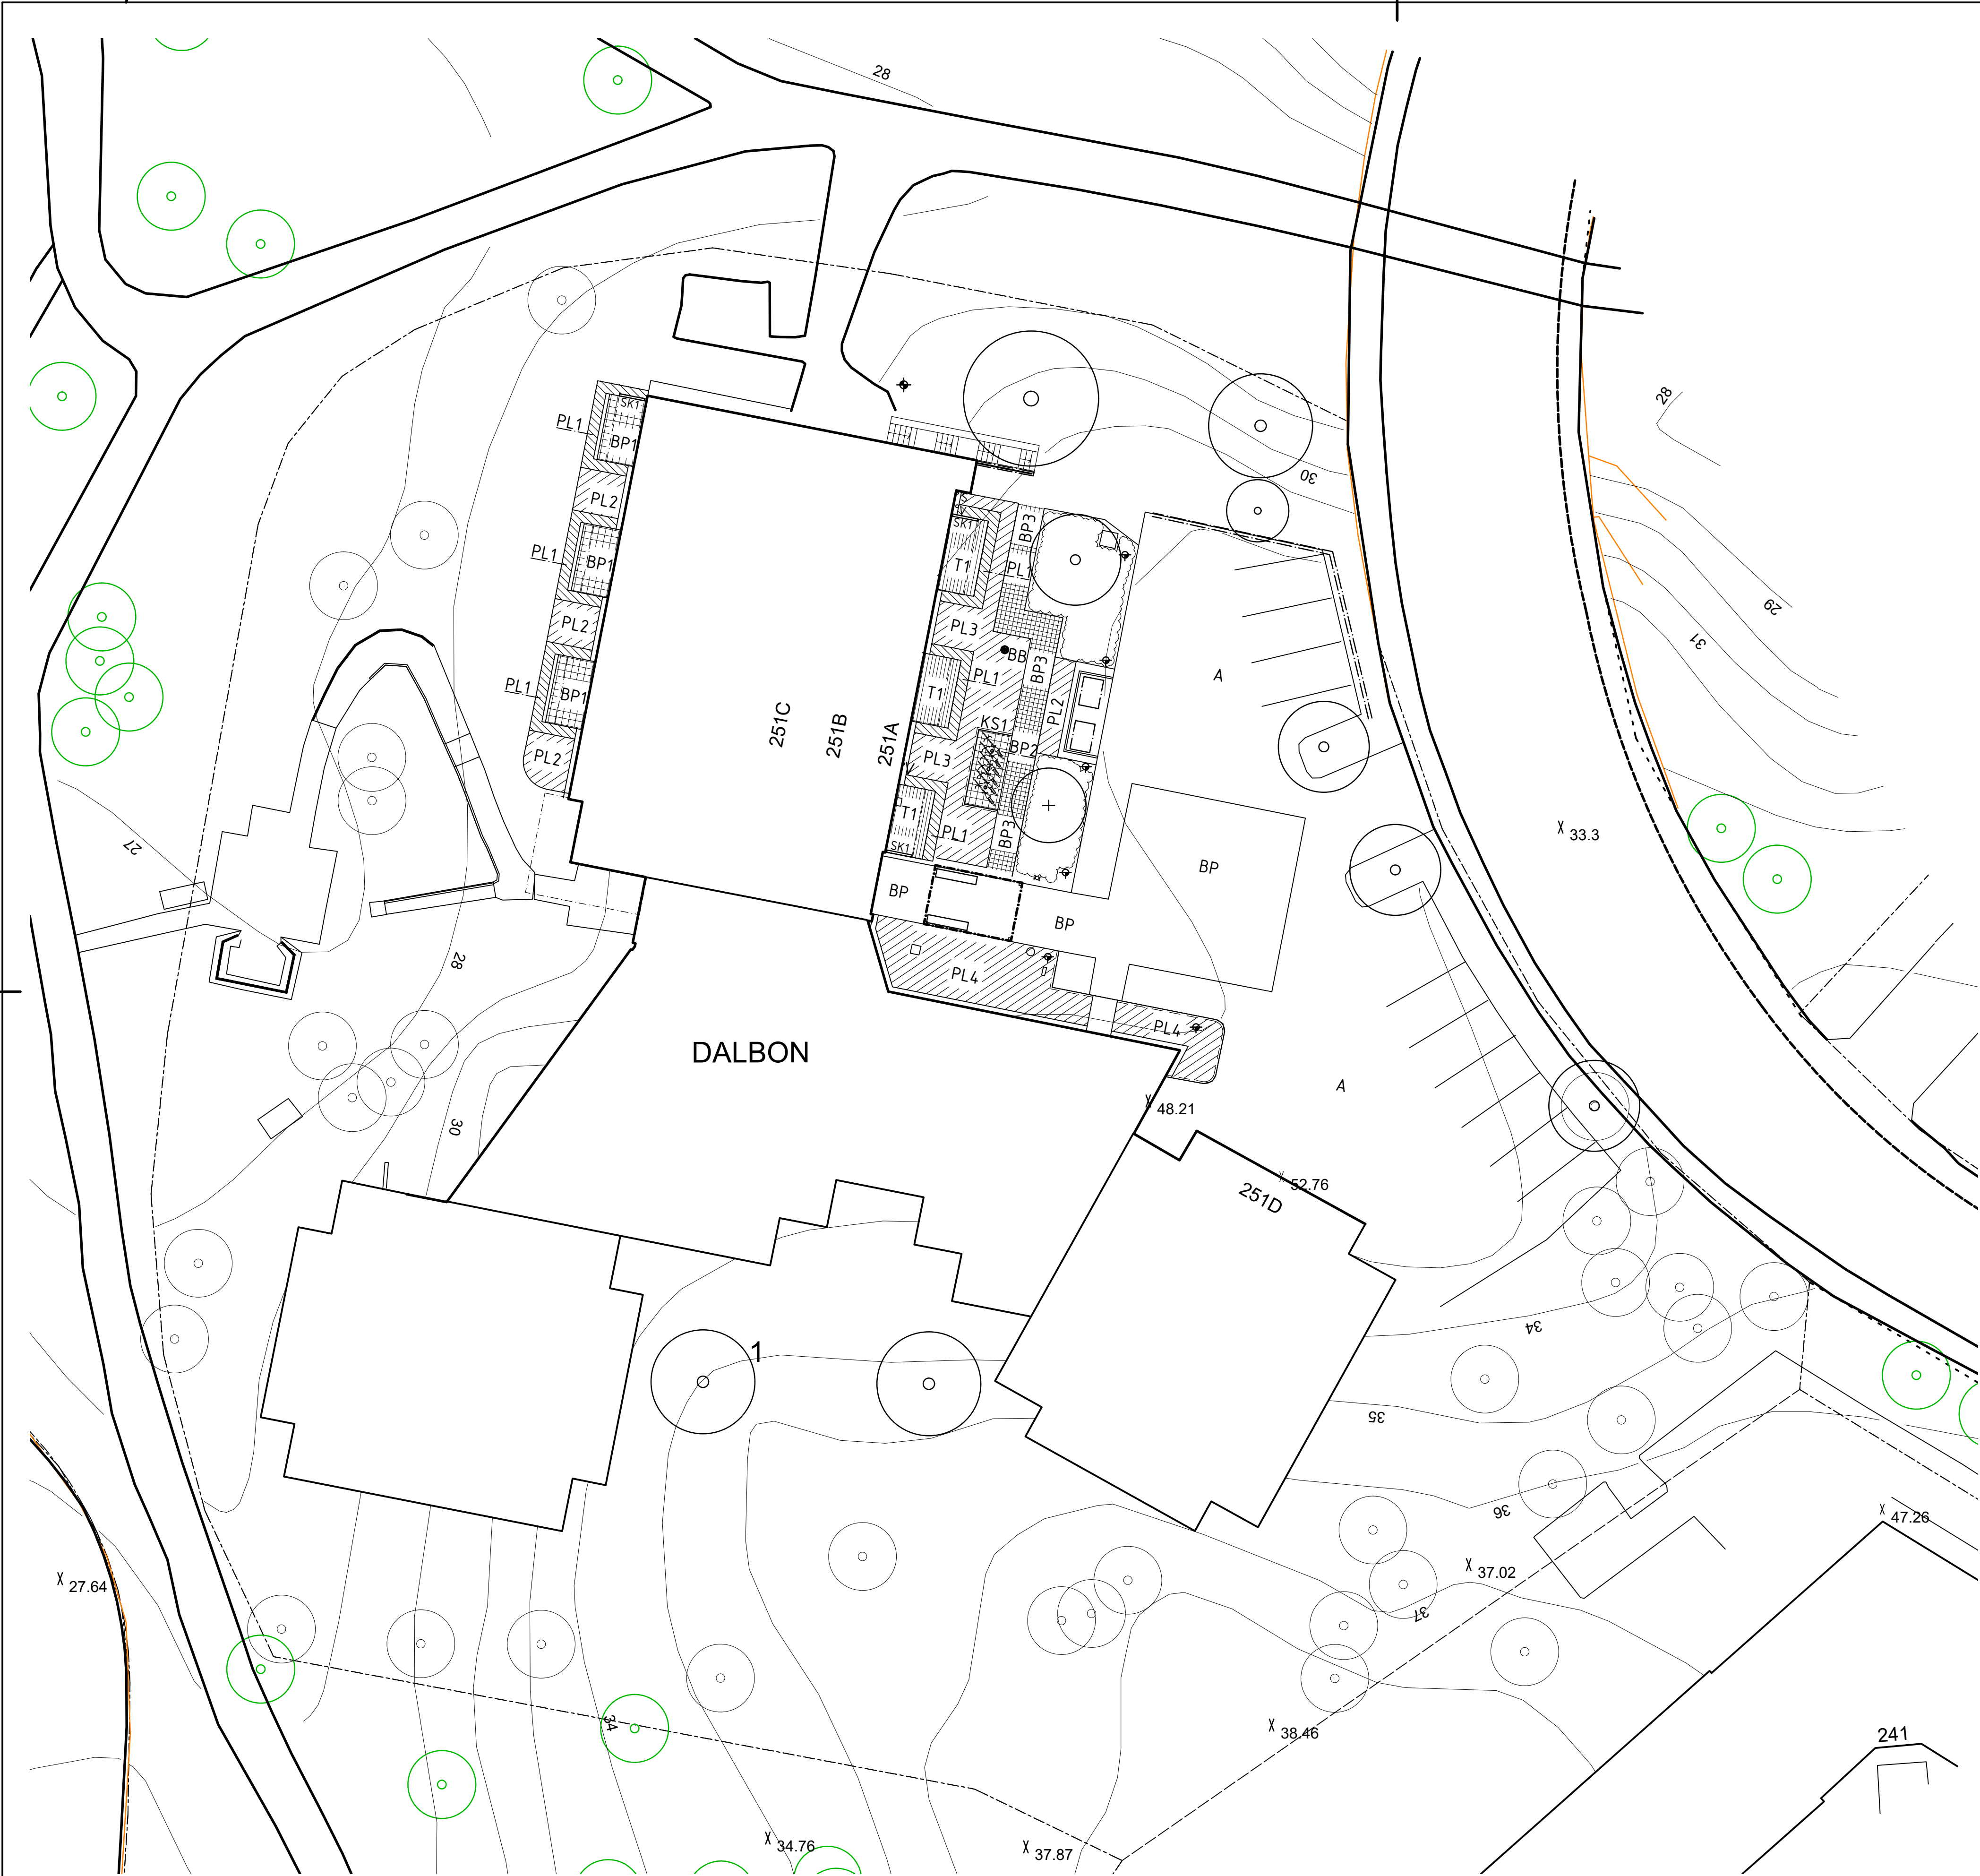 28
28
30
29
31
PL1
SK1
BP1
PL2
PL1
BP1
PL2
PL1
BP1
PL2
SK1
T1
BP3
PL1
PL3
BB
BP3
PL1
T1
PL2
KS1
BP2
PL3
T1
PL1
BP3
SK1
251C
251B
251A
A
BP
BP
BP
PL4
PL4
A
X 33.3
27
28
30
DALBON
X 48.21
X 52.76
251D
1
34
35
36
37
X 37.02
X 47.26
X 27.64
34
X 38.46
X 34.76
X 37.87
241